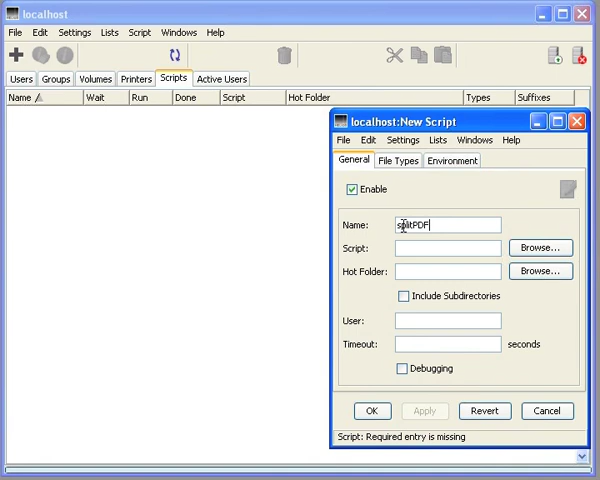 localhost
File Edit Settings Lists Script Windows Help
Users Groups Volumes Printers Scripts Active Users
Name Wait Run Done Script Hot Folder Types Suffixes
localhost:New Script
File Edit Settings Lists Windows Help
General File Types Environment
Enable
Name: splitPDF
Script: Browse...
Hot Folder: Browse...
Include Subdirectories
User:
Timeout: seconds
Debugging
OK Apply Revert Cancel
Script: Required entry is missing